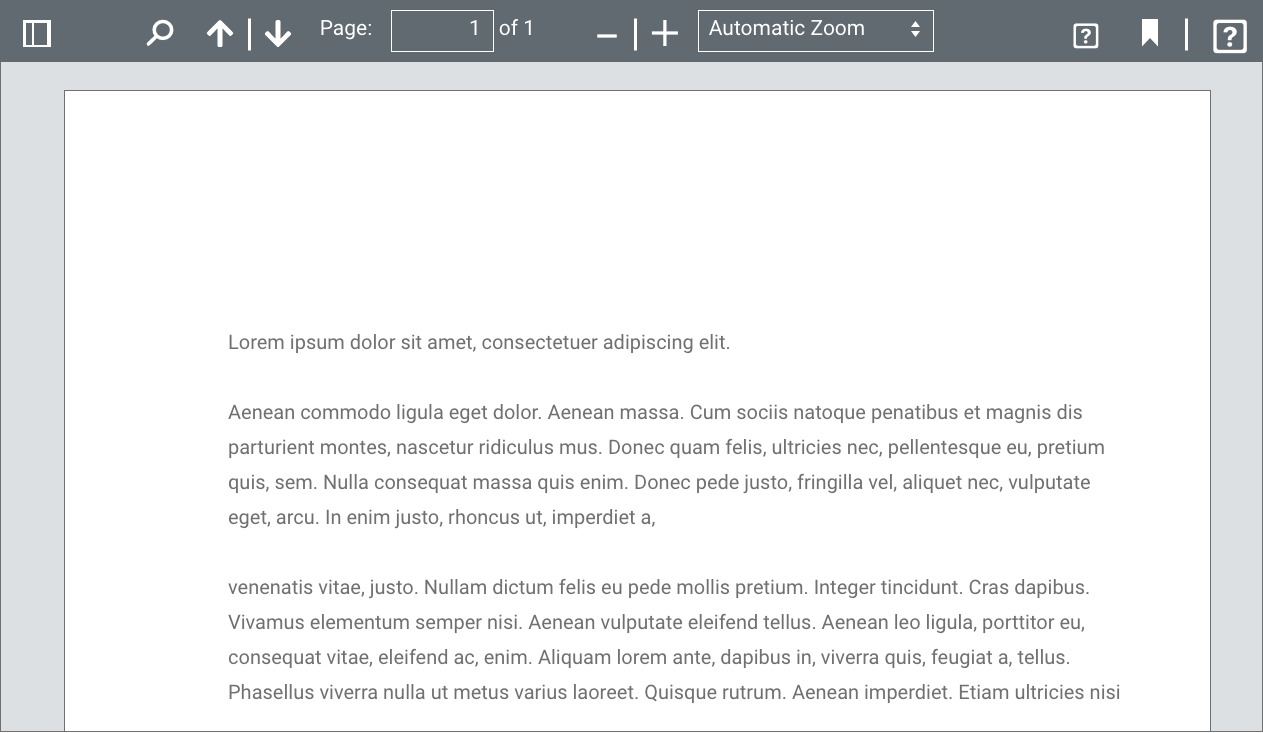 Page: 1 of 1 Automatic Zoom ? ?
Lorem ipsum dolor sit amet, consectetuer adipiscing elit.
Aenean commodo ligula eget dolor. Aenean massa. Cum sociis natoque penatibus et magnis dis
parturient montes, nascetur ridiculus mus. Donec quam felis, ultricies nec, pellentesque eu, pretium
quis, sem. Nulla consequat massa quis enim. Donec pede justo, fringilla vel, aliquet nec, vulputate
eget, arcu. In enim justo, rhoncus ut, imperdiet a,
venenatis vitae, justo. Nullam dictum felis eu pede mollis pretium. Integer tincidunt. Cras dapibus.
Vivamus elementum semper nisi. Aenean vulputate eleifend tellus. Aenean leo ligula, porttitor eu,
consequat vitae, eleifend ac, enim. Aliquam lorem ante, dapibus in, viverra quis, feugiat a, tellus.
Phasellus viverra nulla ut metus varius laoreet. Quisque rutrum. Aenean imperdiet. Etiam ultricies nisi